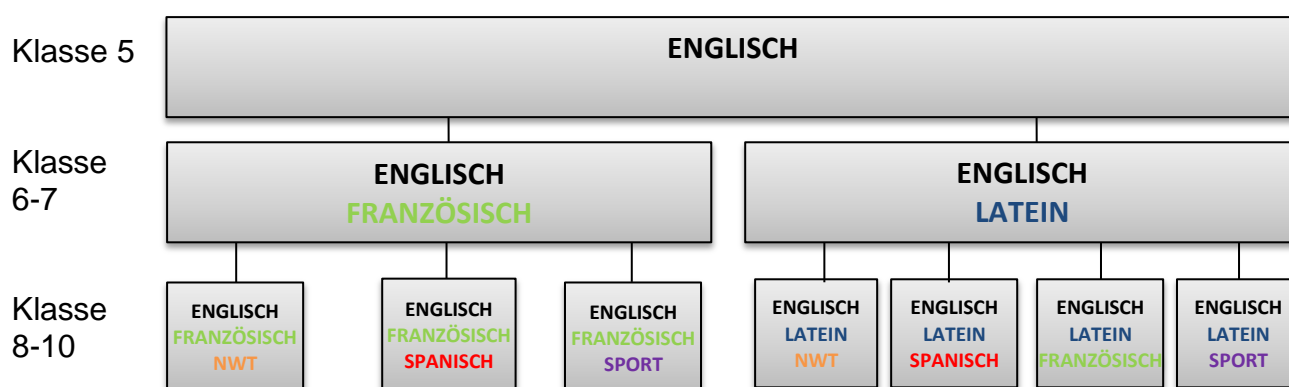 Klasse 5
ENGLISCH
Klasse
6-7
ENGLISCH
FRANZÖSISCH
ENGLISCH
LATEIN
Klasse
8-10
ENGLISCH
FRANZÖSISCH
NWT
ENGLISCH
FRANZÖSISCH
SPANISCH
ENGLISCH
FRANZÖSISCH
SPORT
ENGLISCH
LATEIN
NWT
ENGLISCH
LATEIN
SPANISCH
ENGLISCH
LATEIN
FRANZÖSISCH
ENGLISCH
LATEIN
SPORT